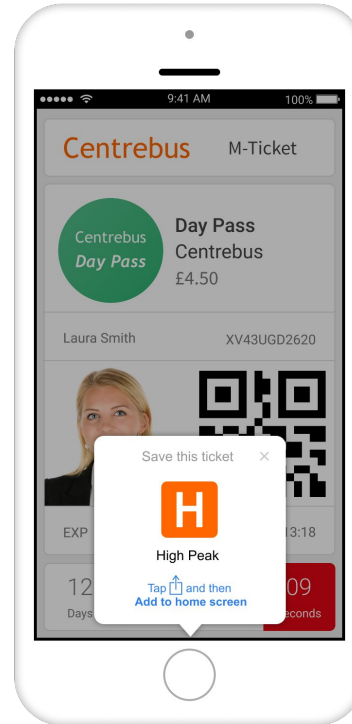 9:41 AM 100%
Centrebus M-Ticket
Centrebus
Day Pass
Day Pass
Centrebus
£4.50
Laura Smith XV43UGD2620
Save this ticket ×
H
High Peak
Tap and then
Add to home screen
EXP 13:18
12 09
Days